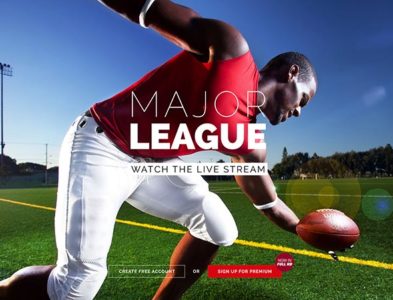 MAJOR
LEAGUE
WATCH THE LIVE STREAM
NOW IN
FULL HD
CREATE FREE ACCOUNT
OR
SIGN UP FOR PREMIUM